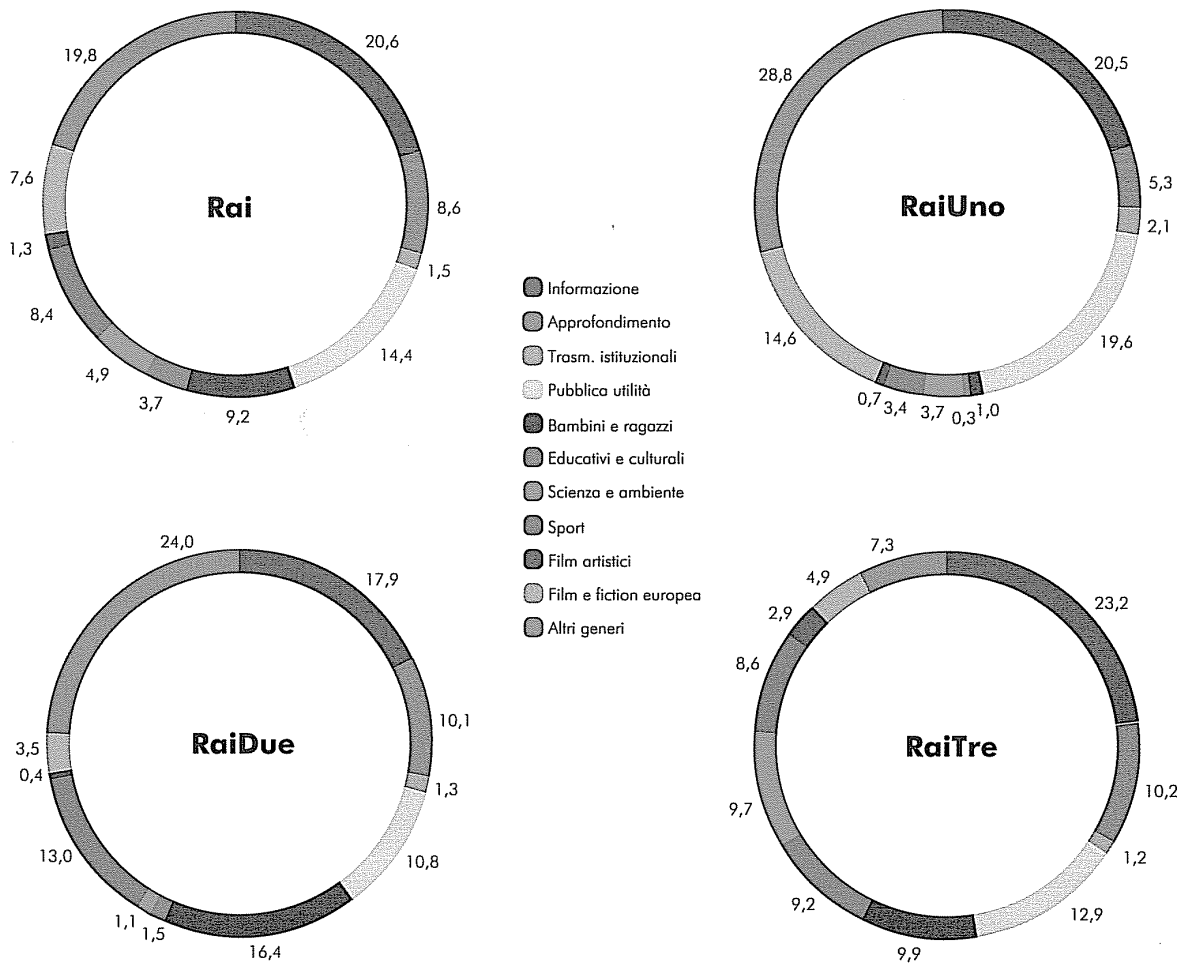 Rai
20,6
8,6
1,5
14,4
9,2
3,7
4,9
8,4
1,3
7,6
19,8
RaiUno
20,5
5,3
2,1
19,6
1,0
0,3
3,7
3,4
0,7
14,6
28,8
Informazione
Approfondimento
Trasm. istituzionali
Pubblica utilità
Bambini e ragazzi
Educativi e culturali
Scienza e ambiente
Sport
Film artistici
Film e fiction europea
Altri generi
RaiDue
17,9
10,1
1,3
10,8
16,4
1,5
1,1
13,0
0,4
3,5
24,0
RaiTre
23,2
10,2
1,2
12,9
9,9
9,2
9,7
8,6
2,9
4,9
7,3